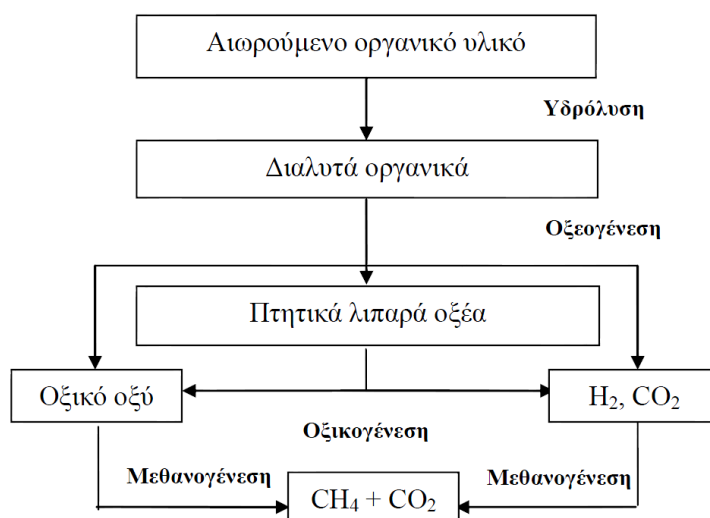 Αιωρούμενο οργανικό υλικό
Υδρόλυση
Διαλυτά οργανικά
Οξεογένεση
Πτητικά λιπαρά οξέα
Οξικό οξύ
H₂, CO₂
Οξικογένεση
Μεθανογένεση
Μεθανογένεση
CH₄ + CO₂